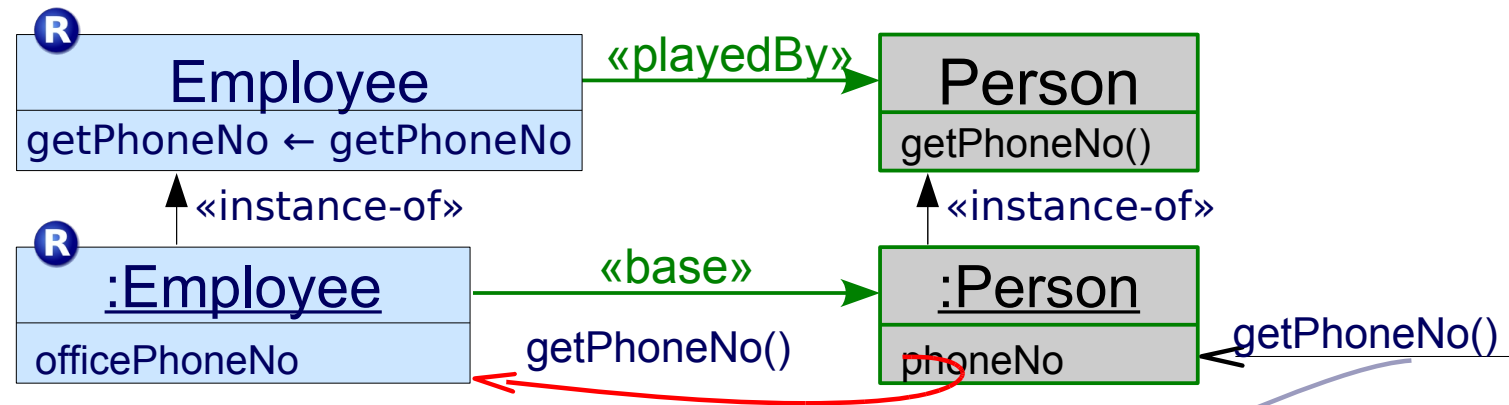 R
Employee
«playedBy»
Person
getPhoneNo ← getPhoneNo
getPhoneNo()
«instance-of»
«instance-of»
R
:Employee
«base»
:Person
officePhoneNo
getPhoneNo()
phoneNo
getPhoneNo()